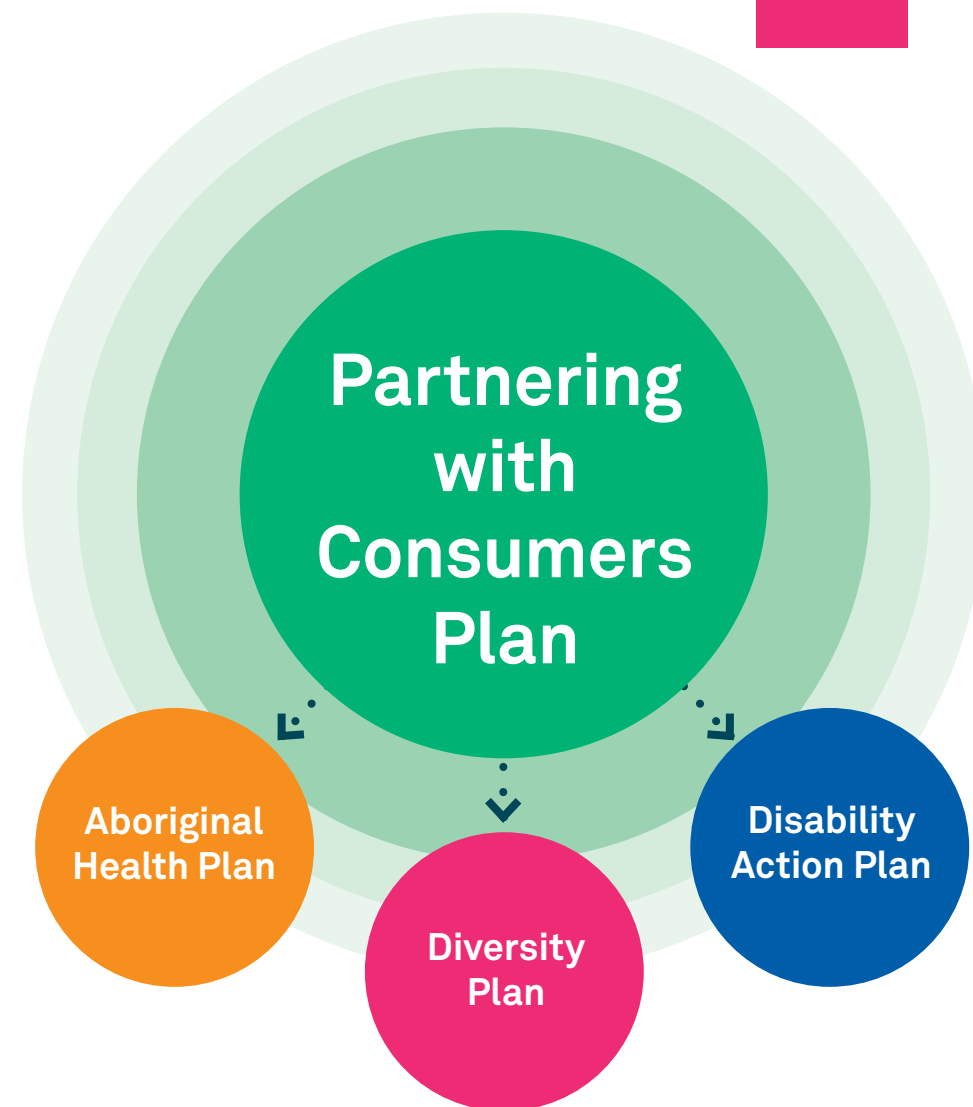 Partnering
with
Consumers
Plan
Aboriginal
Health Plan
Diversity
Plan
Disability
Action Plan